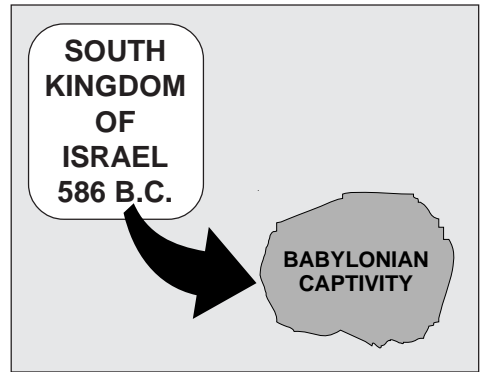 SOUTH
KINGDOM
OF
ISRAEL
586 B.C.
BABYLONIAN
CAPTIVITY